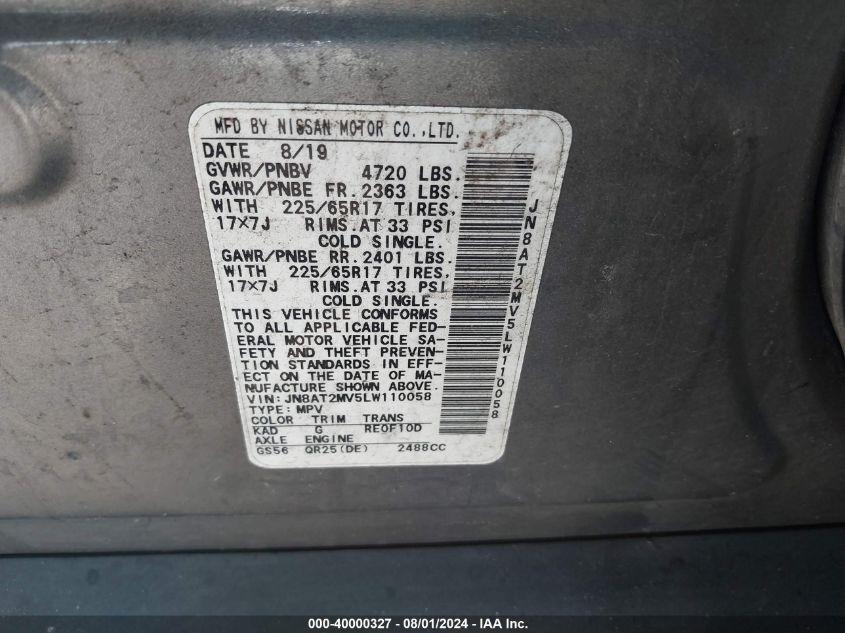 MFD BY NISSAN MOTOR CO.,LTD.
DATE 8/19
GVWR/PNBV 4720 LBS.
GAWR/PNBE FR. 2363 LBS.
WITH 225/65R17 TIRES,
17×7J RIMS.AT 33 PSI
COLD SINGLE.
GAWR/PNBE RR. 2401 LBS.
WITH 225/65R17 TIRES,
17×7J RIMS.AT 33 PSI
COLD SINGLE.
THIS VEHICLE CONFORMS
TO ALL APPLICABLE FED-
ERAL MOTOR VEHICLE SA-
FETY AND THEFT PREVEN-
TION STANDARDS IN EFF-
ECT ON THE DATE OF MA-
NUFACTURE SHOWN ABOVE.
VIN: JN8AT2MV5LW110058
TYPE: MPV
COLOR TRIM TRANS
KAD G RE0F10D
AXLE ENGINE
GS56 QR25(DE) 2488CC
JN8AT2MV5LW110058
000-40000327 - 08/01/2024 - IAA Inc.